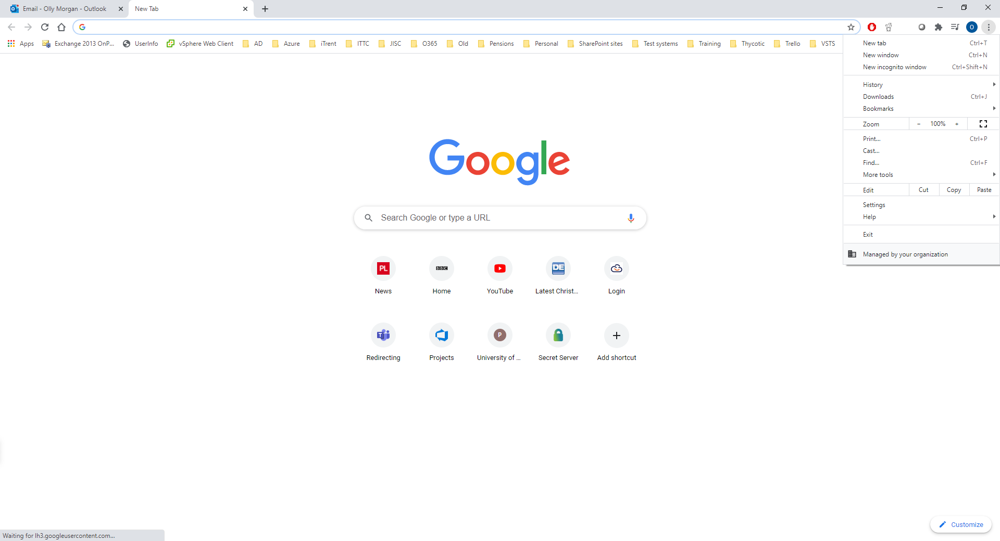 Email - Olly Morgan - Outlook
New Tab
Apps
Exchange 2013 OnP...
UserInfo
vSphere Web Client
AD
Azure
iTrent
ITTC
JISC
O365
Old
Pensions
Personal
SharePoint sites
Test systems
Training
Thycotic
Trello
VSTS
O
New tab Ctrl+T
New window Ctrl+N
New incognito window Ctrl+Shift+N
History
Downloads Ctrl+J
Bookmarks
Zoom - 100% +
Print... Ctrl+P
Cast...
Find... Ctrl+F
More tools
Edit Cut Copy Paste
Settings
Help
Exit
Managed by your organization
Google
Search Google or type a URL
PL
BBC
DE
News
Home
YouTube
Latest Christ...
Login
T
P
Redirecting
Projects
University of ...
Secret Server
Add shortcut
Customize
Waiting for lh3.googleusercontent.com...